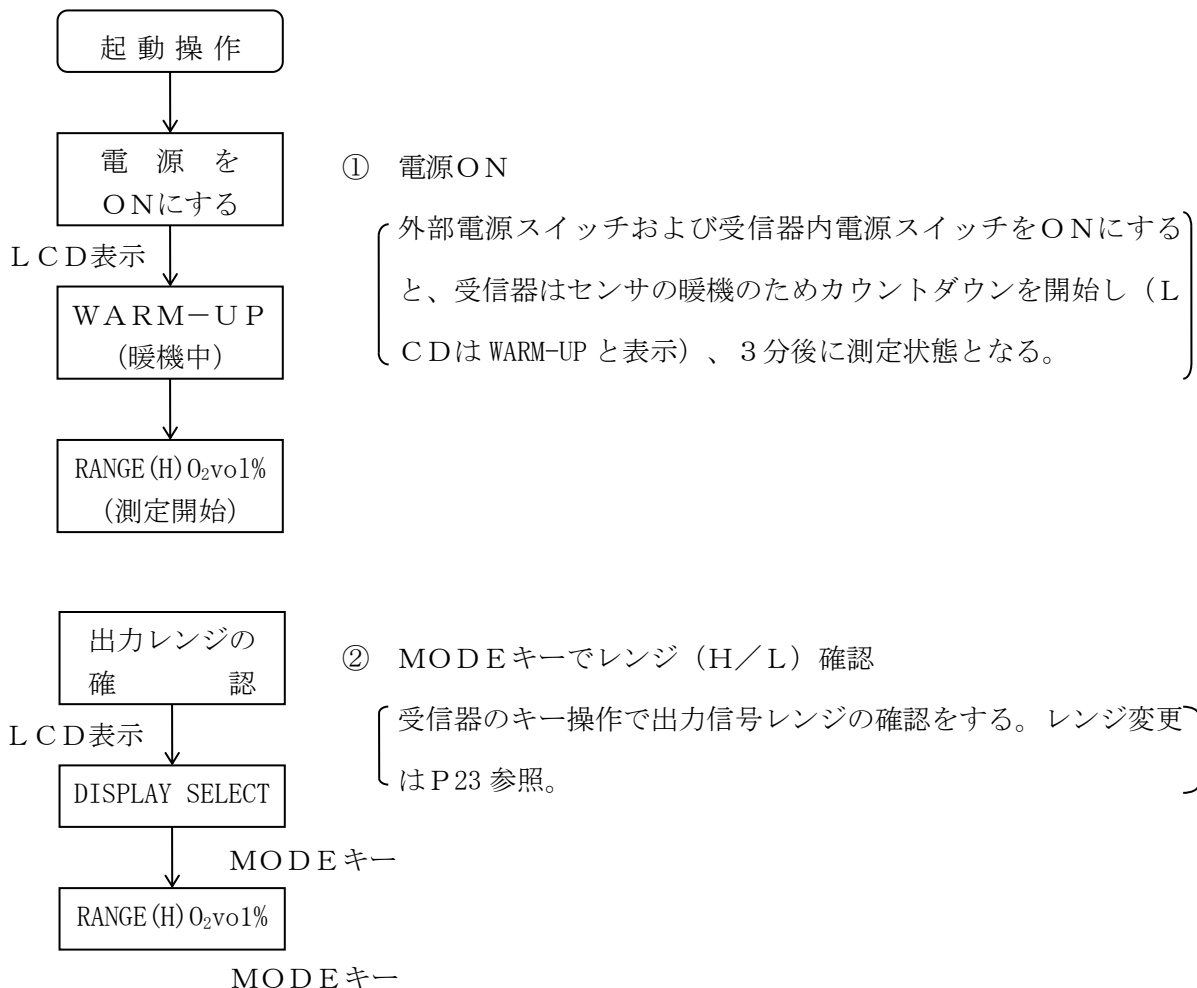 起 動 操 作
電　源　を
ＯＮにする
①　電源ＯＮ
外部電源スイッチおよび受信器内電源スイッチをＯＮにする
と、受信器はセンサの暖機のためカウントダウンを開始し（Ｌ
ＣＤは WARM-UP と表示）、３分後に測定状態となる。
ＬＣＤ表示
ＷＡＲＭ－ＵＰ
(暖機中)
RANGE(H)O₂vol%
(測定開始)
出力レンジの
確　　　　認
②　ＭＯＤＥキーでレンジ（Ｈ／Ｌ）確認
受信器のキー操作で出力信号レンジの確認をする。レンジ変更
はＰ23 参照。
ＬＣＤ表示
DISPLAY SELECT
ＭＯＤＥキー
RANGE(H)O₂vol%
ＭＯＤＥキー